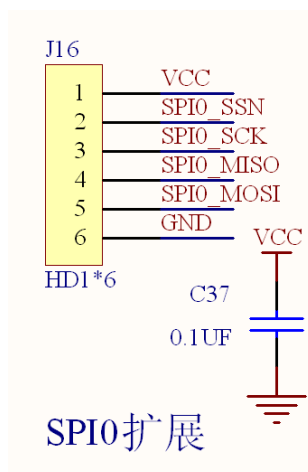 J16
1 VCC
2 SPI0_SSN
3 SPI0_SCK
4 SPI0_MISO
5 SPI0_MOSI
6 GND
HD1*6
VCC
C37
0.1UF
SPI0扩展